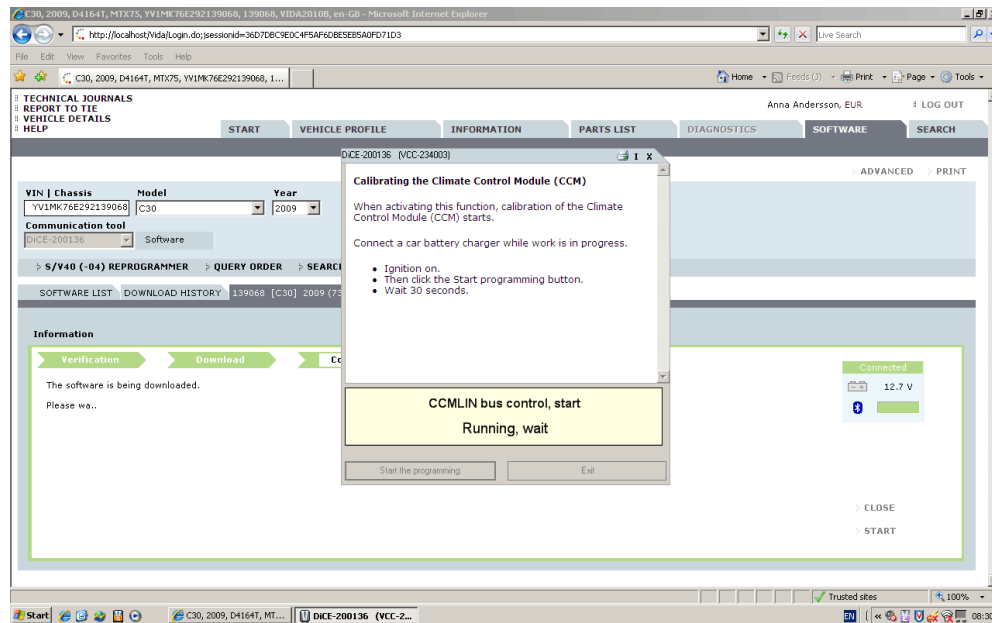 C30, 2009, D4164T, MTX75, YV1MK76E292139068, 139068, VIDA2010B, en-GB - Microsoft Internet Explorer
http://localhost/Vida/Login.do;jsessionid=36D7DBC9E0C4F5AF6DBE5EB5A0FD71D3
Live Search
File Edit View Favorites Tools Help
C30, 2009, D4164T, MTX75, YV1MK76E292139068, 1...
Home Feeds (J) Print Page Tools
TECHNICAL JOURNALS
REPORT TO TIE
VEHICLE DETAILS
HELP
Anna Andersson, EUR LOG OUT
START VEHICLE PROFILE INFORMATION PARTS LIST DIAGNOSTICS SOFTWARE SEARCH
ADVANCED PRINT
VIN | Chassis Model Year
YV1MK76E292139068 C30 2009
Communication tool
DiCE-200136 Software
S/V40 (-04) REPROGRAMMER QUERY ORDER SEARCH
SOFTWARE LIST DOWNLOAD HISTORY 139068 [C30] 2009 (73
Information
Verification Download Co
The software is being downloaded.
Please wa..
Connected
12.7 V
CLOSE
START
DiCE-200136 (VCC-234003) I X
Calibrating the Climate Control Module (CCM)
When activating this function, calibration of the Climate
Control Module (CCM) starts.
Connect a car battery charger while work is in progress.
• Ignition on.
• Then click the Start programming button.
• Wait 30 seconds.
CCMLIN bus control, start
Running, wait
Start the programming. Exit
Trusted sites 100%
Start C30, 2009, D4164T, MT... DiCE-200136 (VCC-2... EN 08:30